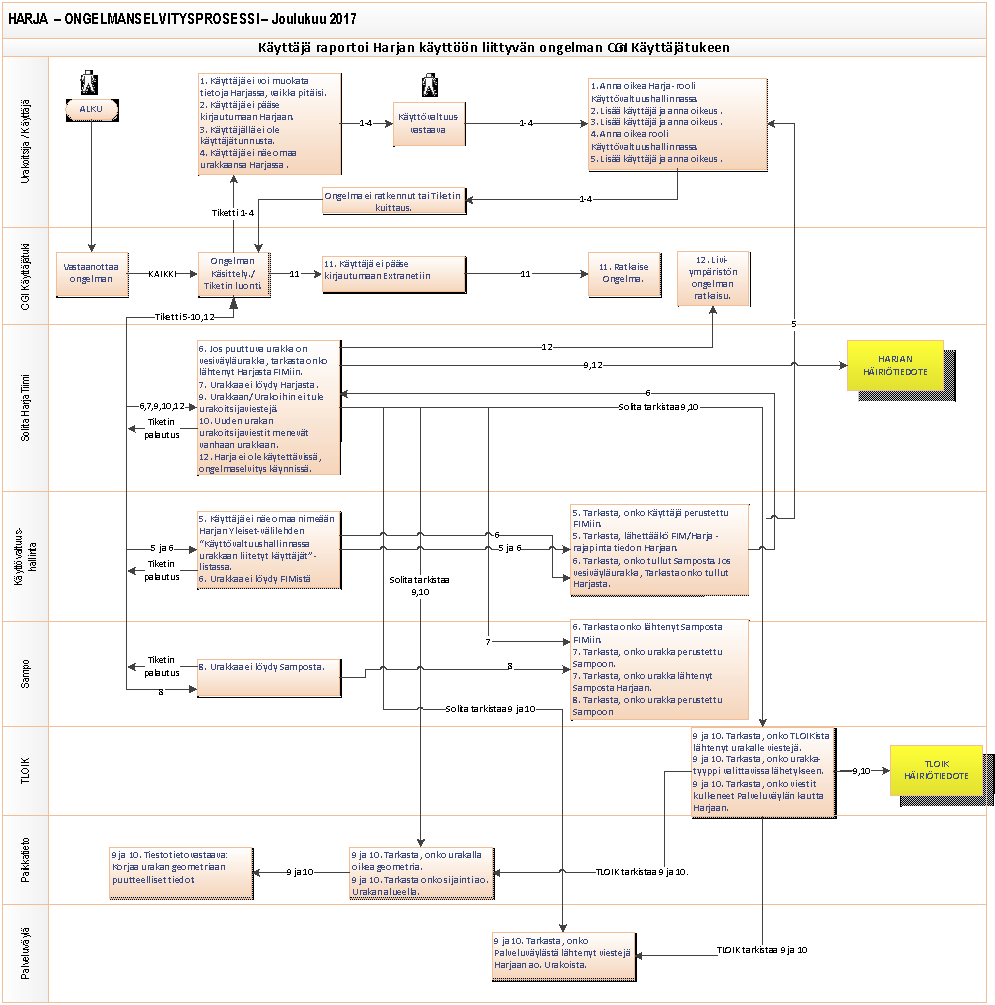 HARJA – ONGELMANSELVITYSPROSESSI – Joulukuu 2017
Käyttäjä raportoi Harjan käyttöön liittyvän ongelman CGI Käyttäjätukeen
Urakoitsija / Käyttäjä
ALKU
1. Käyttäjä ei voi muokata
tietoja Harjassa, vaikka pitäisi.
2. Käyttäjä ei pääse
kirjautumaan Harjaan.
3. Käyttäjällä ei ole
käyttäjätunnusta.
4. Käyttäjä ei näe omaa
urakkaansa Harjassa .
1-4
Käyttövaltuus
vastaava
1-4
1.Anna oikea Harja- rooli
Käyttövaltuushallinnassa.
2. Lisää käyttäjä ja anna oikeus .
3. Lisää käyttäjä ja anna oikeus .
4. Anna oikea rooli
Käyttövaltuushallinnassa.
5. Lisää käyttäjä ja anna oikeus .
Ongelma ei ratkennut tai Tiketin
kuittaus.
1-4
Tiketti 1-4
CGI Käyttäjätuki
Vastaanottaa
ongelman
KAIKKI
Ongelman
Käsittely./
Tiketin luonti.
11
11. Käyttäjä ei pääse
kirjautumaan Extranetiin
11
11. Ratkaise
Ongelma.
12. Livi-
ympäristön
ongelman
ratkaisu.
Tiketti 5-10,12
5
Solita HarjaTiimi
6. Jos puuttuva urakka on
vesiväyläurakka, tarkasta onko
lähtenyt Harjasta FIMiin.
7. Urakkaa ei löydy Harjasta.
9. Urakkaan/Urakoihin ei tule
urakoitsijaviestejä.
10. Uuden urakan
urakoitsijaviestit menevät
vanhaan urakkaan.
12. Harja ei ole käytettävissä,
ongelmaselvitys käynnissä.
12
9,12
HARJAN
HÄIRIÖTIEDOTE
6
6,7,9,10,12
Solita tarkistaa 9,10
Tiketin
palautus
Käyttövaltuus-
hallinta
5. Käyttäjä ei näe omaa nimeään
Harjan Yleiset-välilehden
“Käyttövaltuushallinnassa
urakkaan liitetyt käyttäjät”-
listassa.
6. Urakkaa ei löydy FIMistä
5 ja 6
Tiketin
palautus
6
5 ja 6
5. Tarkasta, onko Käyttäjä perustettu
FIMiin.
5. Tarkasta, lähettääkö FIM/Harja -
rajapinta tiedon Harjaan.
6. Tarkasta, onko tullut Samposta. Jos
vesiväyläurakka, Tarkasta onko tullut
Harjasta.
Solita tarkistaa
9,10
Sampo
Tiketin
palautus
8
8. Urakkaa ei löydy Samposta.
7
8
6. Tarkasta onko lähtenyt Samposta
FIMiin.
7. Tarkasta, onko urakka perustettu
Sampoon.
7. Tarkasta, onko urakka lähtenyt
Samposta Harjaan.
8. Tarkasta, onko urakka perustettu
Sampoon
Solita tarkistaa 9 ja 10
TLOIK
9 ja 10. Tarkasta, onko TLOIKista
lähtenyt urakalle viestejä.
9 ja 10. Tarkasta, onko urakka-
tyyppi valittavissa lähetykseen.
9 ja 10. Tarkasta, onko viestit
kulkeneet Palveluväylän kautta
Harjaan.
9,10
TLOIK
HÄIRIÖTIEDOTE
Paikkatieto
9 ja 10. Tiestotietovastaava:
Korjaa urakan geometriaan
puutteelliset tiedot
9 ja 10
9 ja 10. Tarkasta, onko urakalla
oikea geometria.
9 ja 10. Tarkasta onko sijainti ao.
Urakan alueella.
TLOIK tarkistaa 9 ja 10.
Palveluväylä
9 ja 10. Tarkasta, onko
Palveluväylästä lähtenyt viestejä
Harjaan ao. Urakoista.
TLOIK tarkistaa 9 ja 10